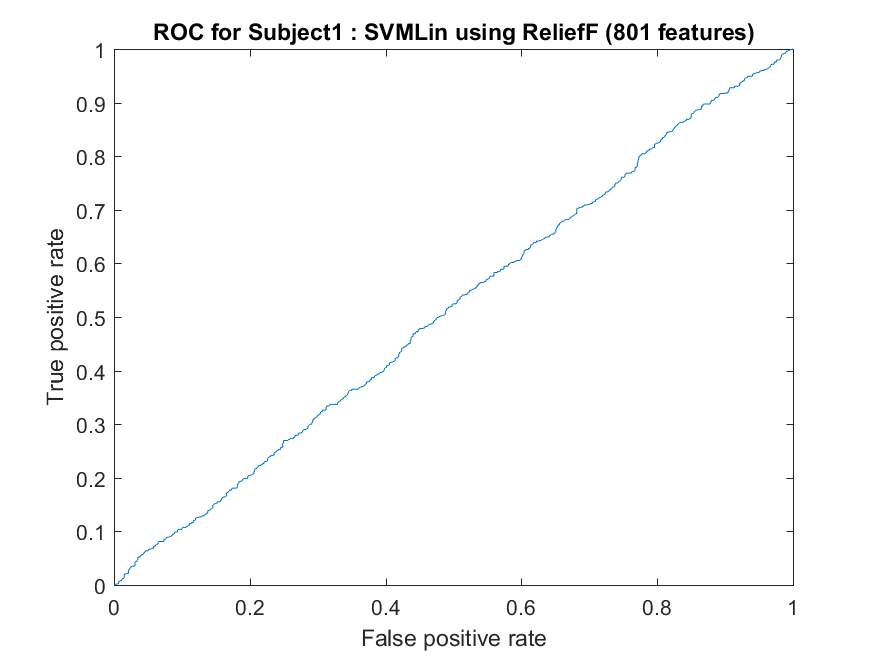 ROC for Subject1 : SVMLin using ReliefF (801 features)
1
0.9
0.8
0.7
0.6
0.5
0.4
0.3
0.2
0.1
0
True positive rate
0 0.2 0.4 0.6 0.8 1
False positive rate